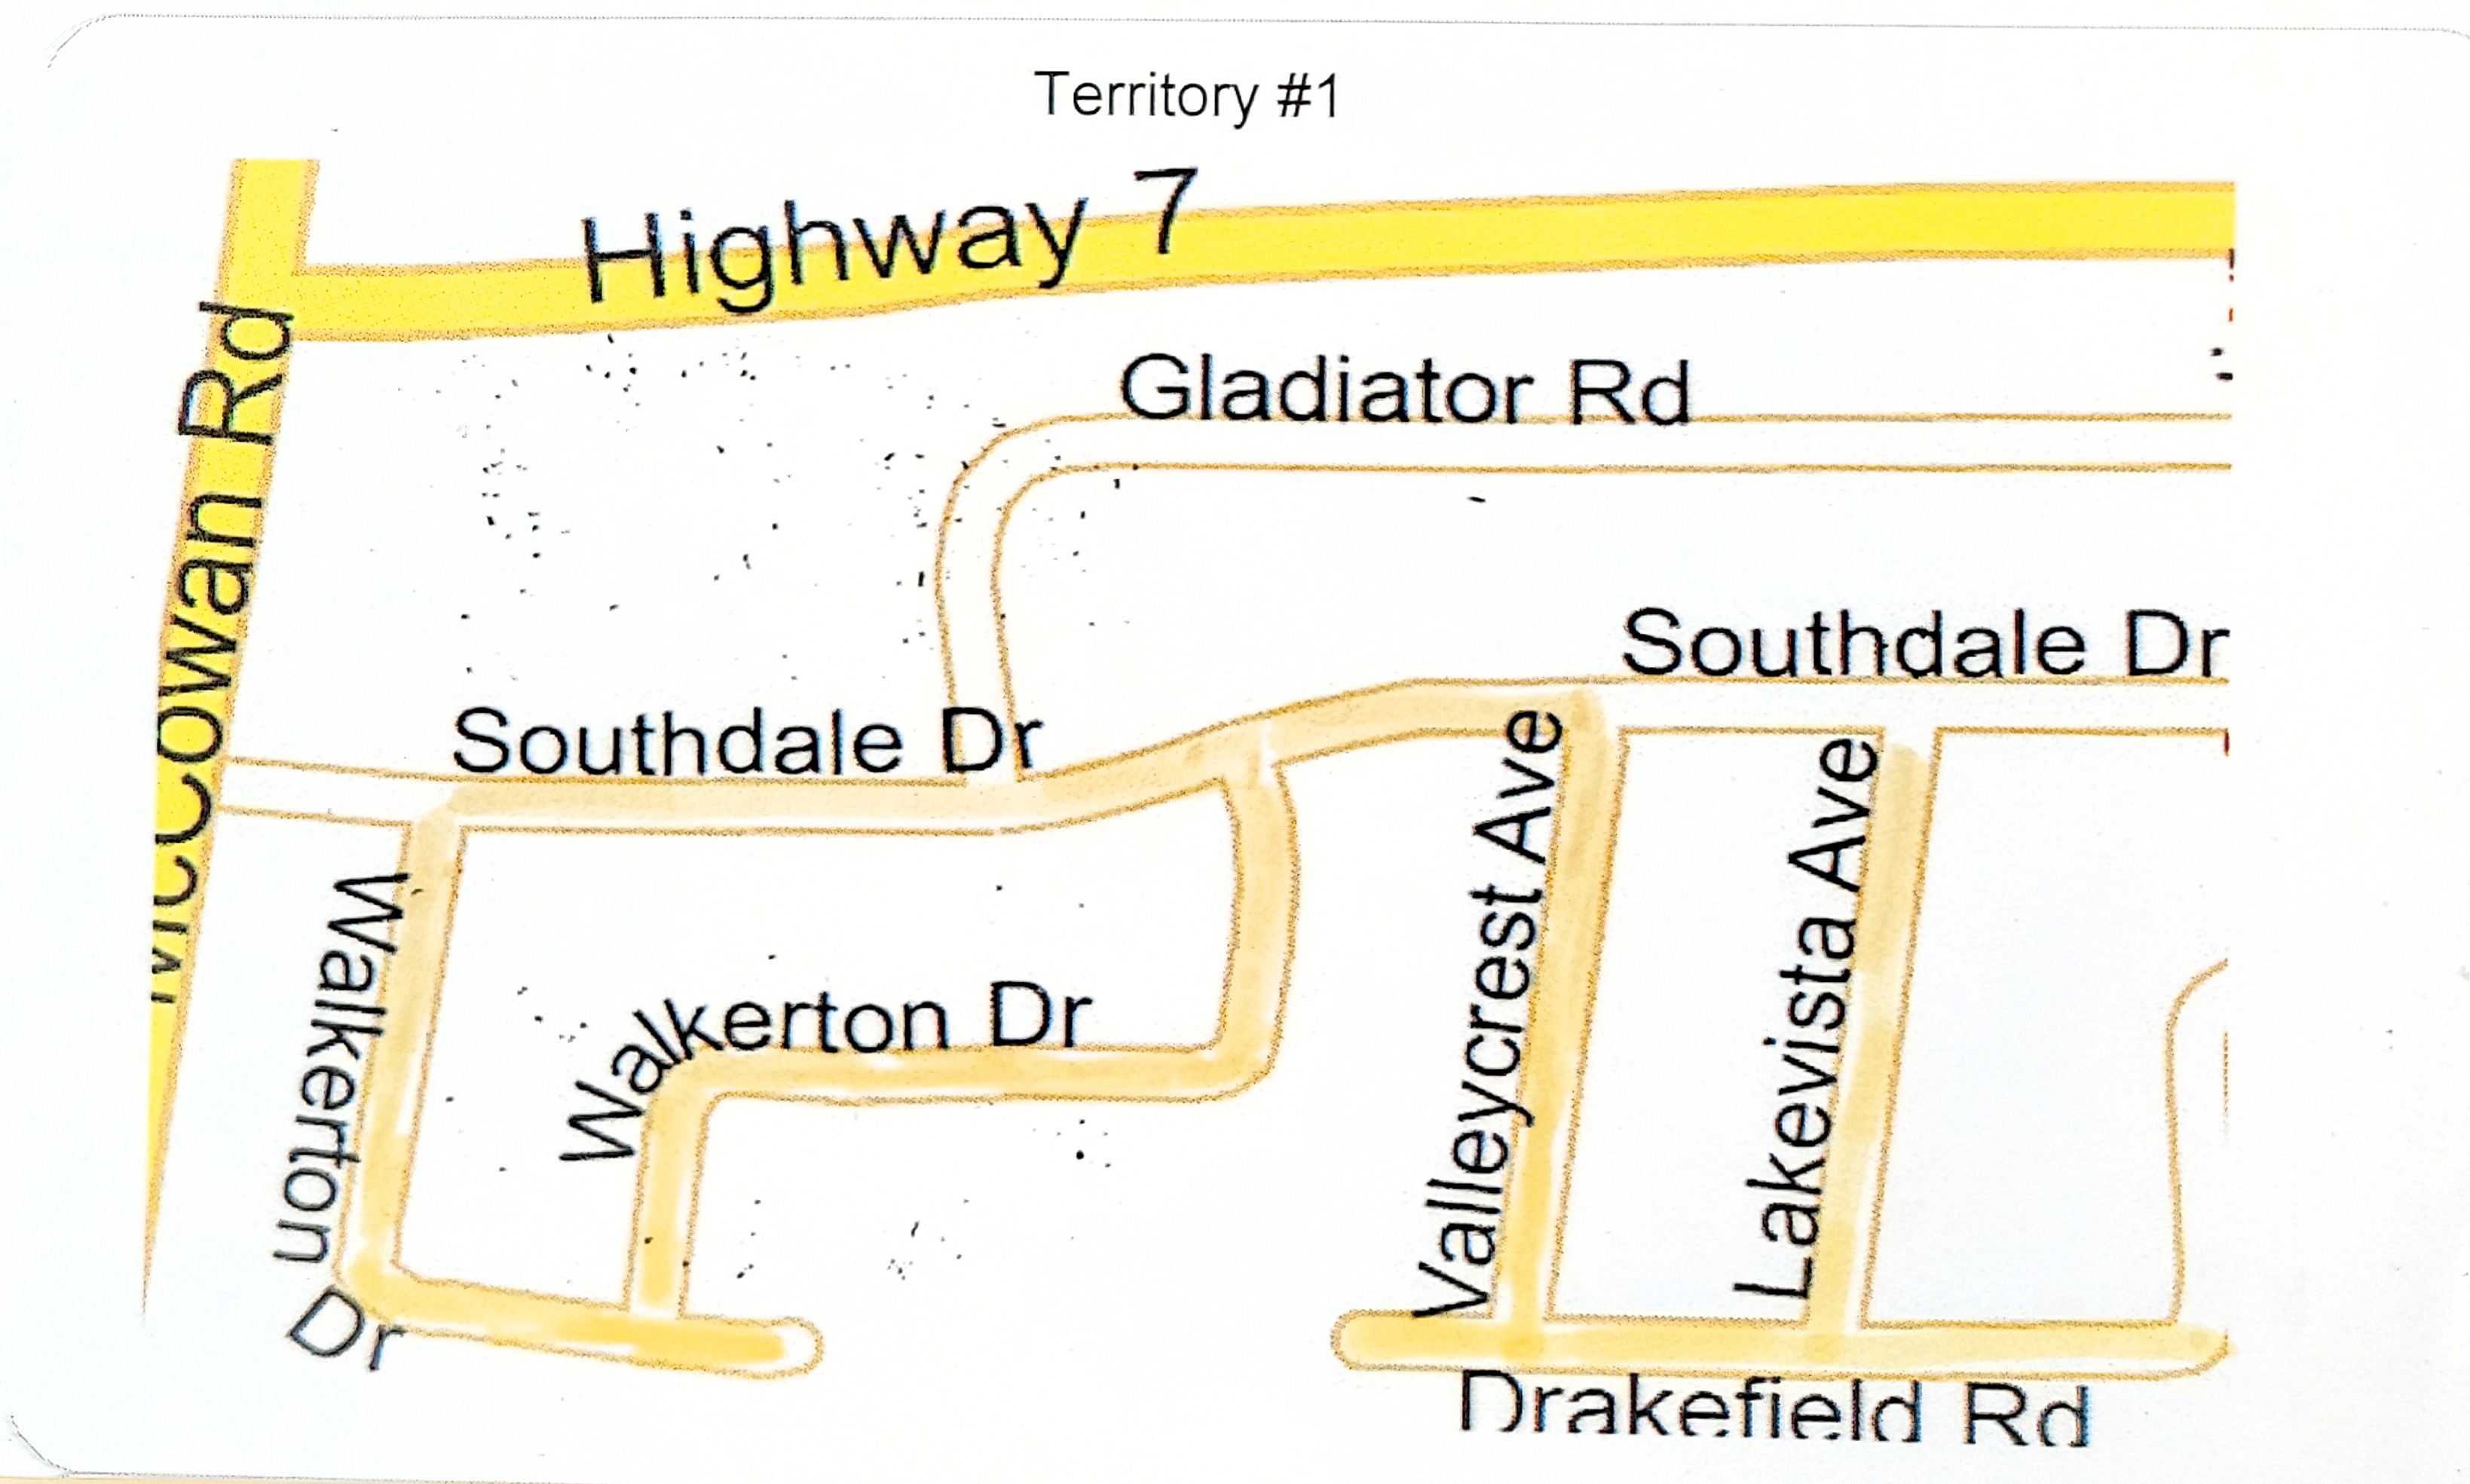 Territory #1
Highway 7
McCowan Rd
Gladiator Rd
Southdale Dr
Southdale Dr
Walkerton Dr
Walkerton Dr
Valleycrest Ave
Lakevista Ave
Drakefield Rd